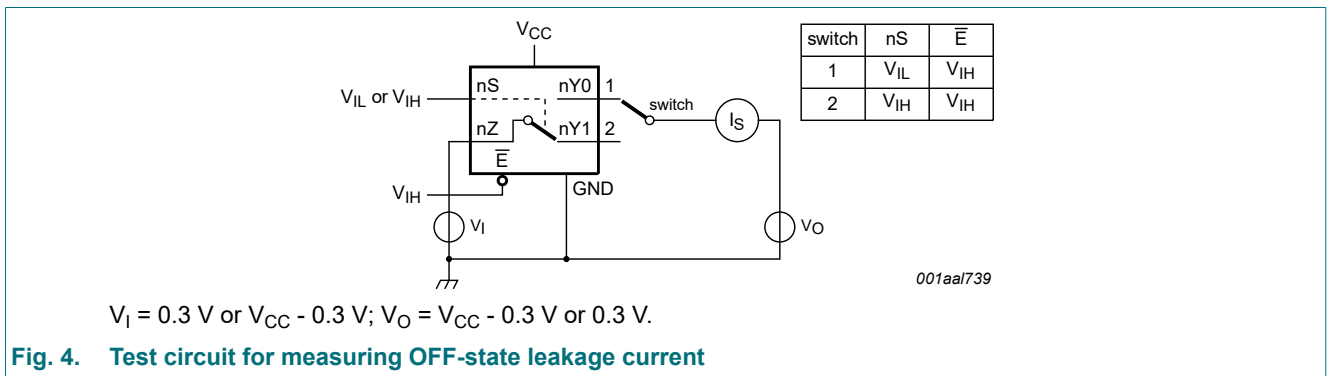 V_CC
switch nS E̅
1 V_IL V_IH
2 V_IH V_IH
V_IL or V_IH
nS nY0 1
switch
I_S
nZ nY1 2
E̅
V_IH
GND
V_I
V_O
001aal739
V_I = 0.3 V or V_CC - 0.3 V; V_O = V_CC - 0.3 V or 0.3 V.
Fig. 4. Test circuit for measuring OFF-state leakage current